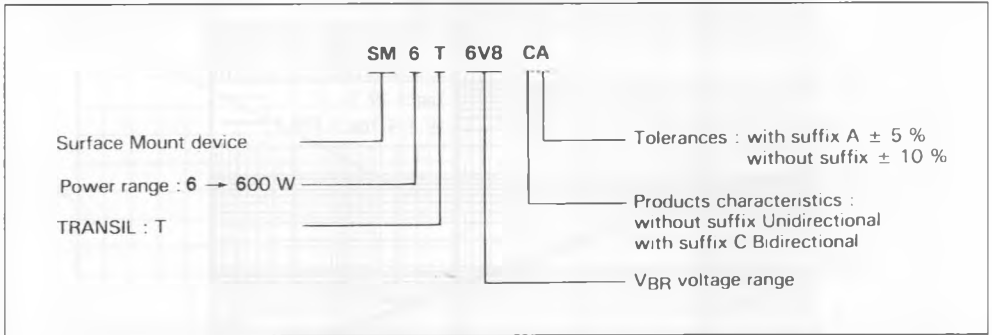 SM 6 T 6V8 CA
Surface Mount device
Power range : 6 → 600 W
TRANSIL : T
Tolerances : with suffix A ± 5 %
without suffix ± 10 %
Products characteristics :
without suffix Unidirectional
with suffix C Bidirectional
VBR voltage range